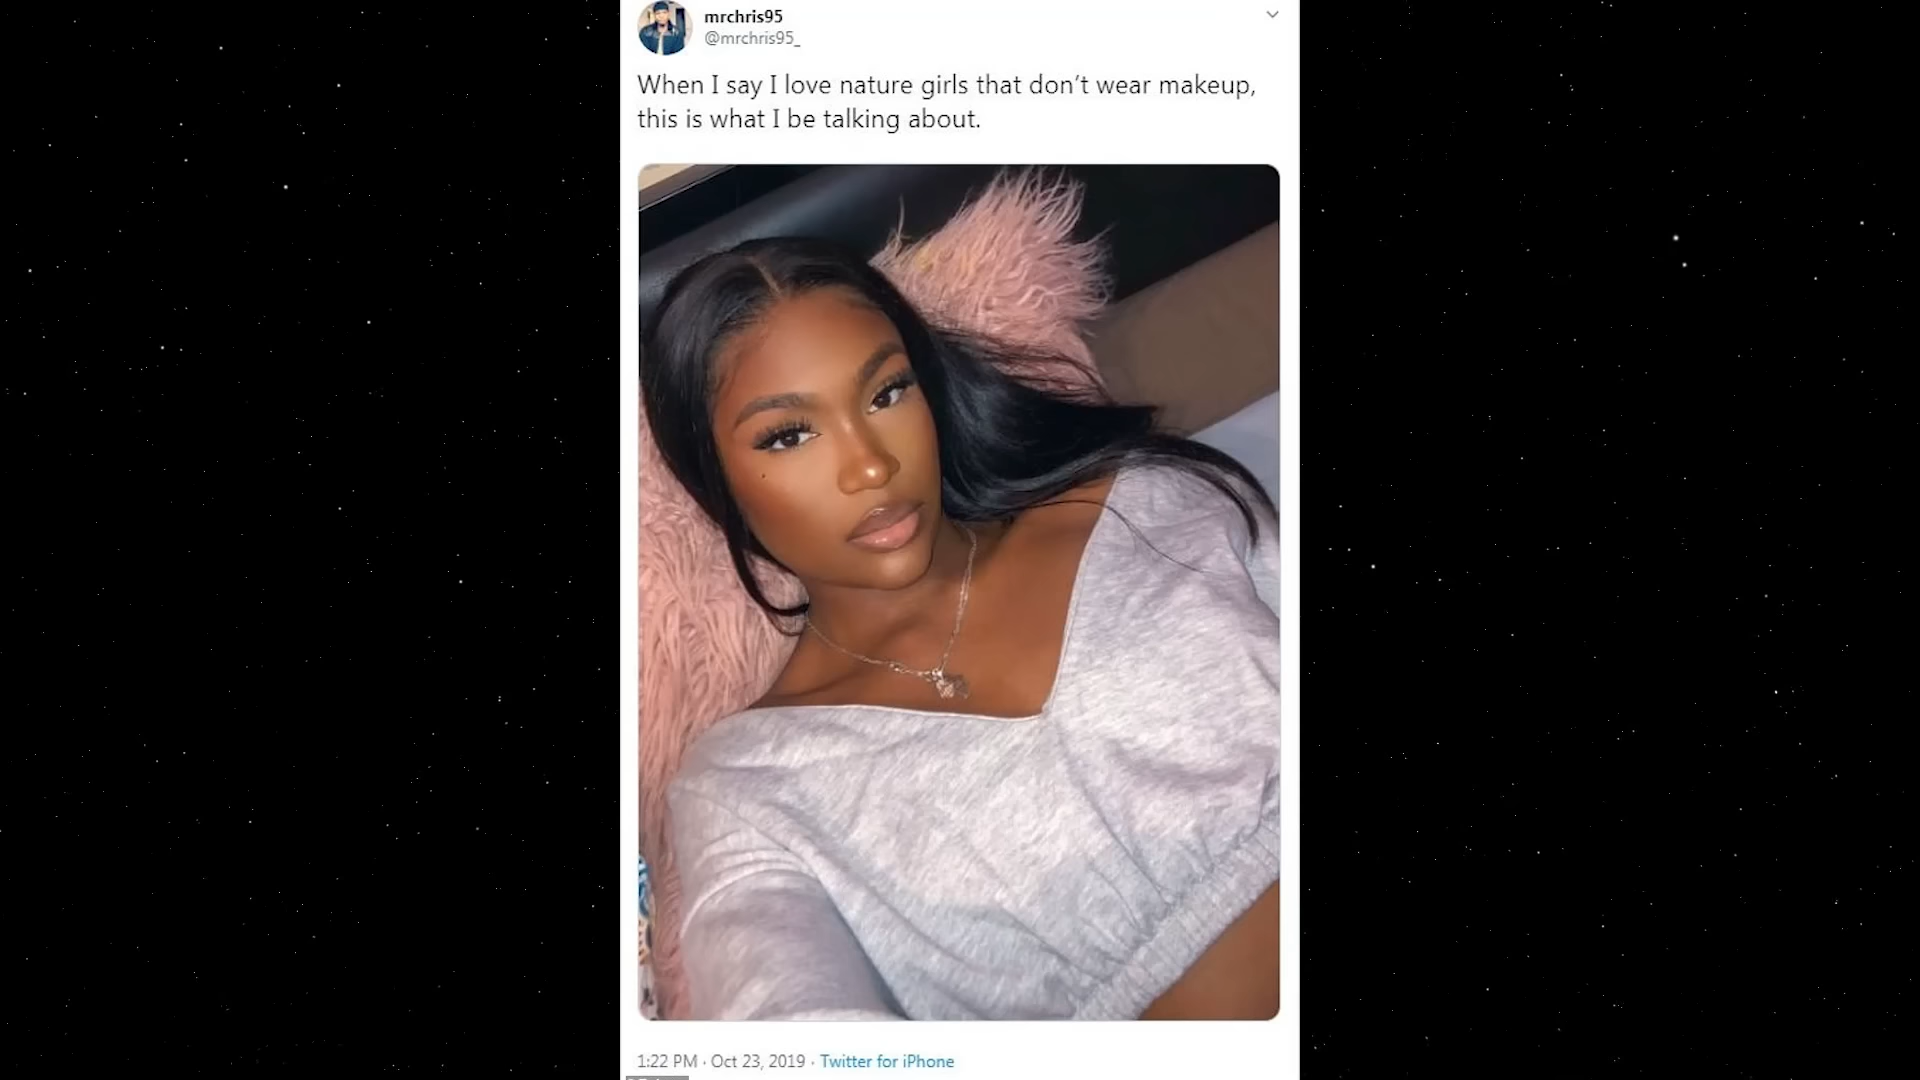 mrchris95
@mrchris95_
When I say I love nature girls that don't wear makeup,
this is what I be talking about.
1:22 PM · Oct 23, 2019 · Twitter for iPhone